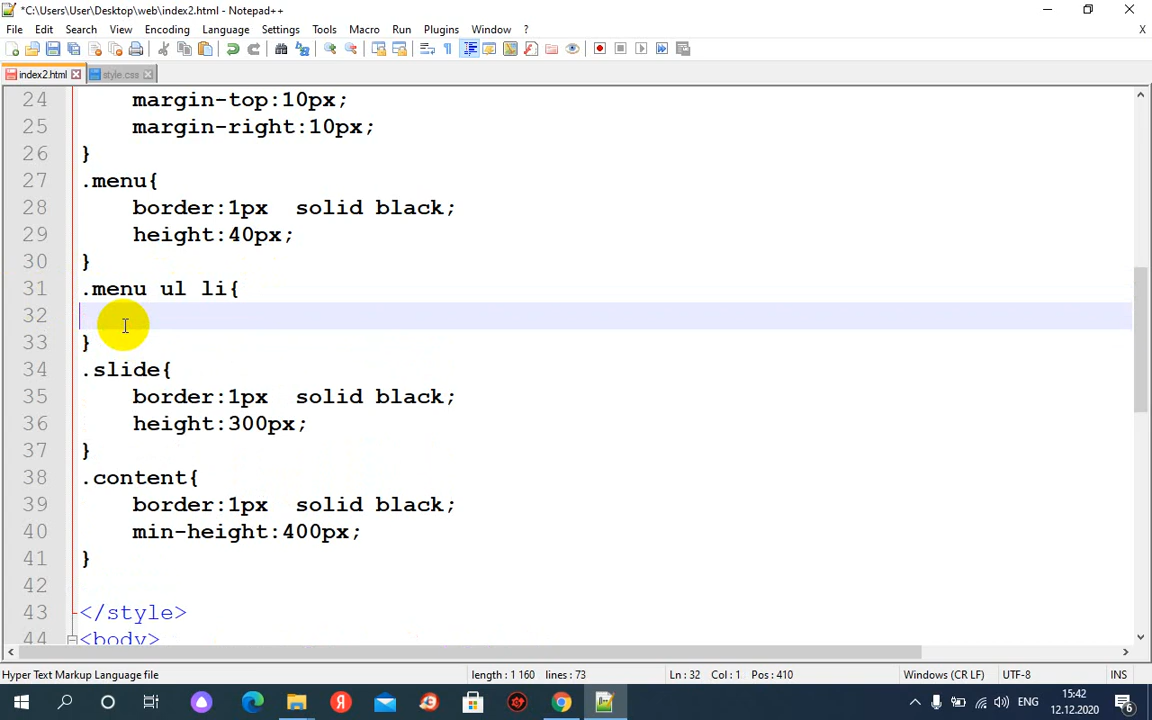 *C:\Users\User\Desktop\web\index2.html - Notepad++
File Edit Search View Encoding Language Settings Tools Macro Run Plugins Window ?
X
index2.html style.css
24 margin-top:10px;
25 margin-right:10px;
26 }
27 .menu{
28 border:1px  solid black;
29 height:40px;
30 }
31 .menu ul li{
32
33 }
34 .slide{
35 border:1px  solid black;
36 height:300px;
37 }
38 .content{
39 border:1px  solid black;
40 min-height:400px;
41 }
42
43 </style>
44 <body>
Hyper Text Markup Language file length : 1 160 lines : 73 Ln : 32 Col : 1 Pos : 410 Windows (CR LF) UTF-8 INS
ENG
15:42
12.12.2020
6